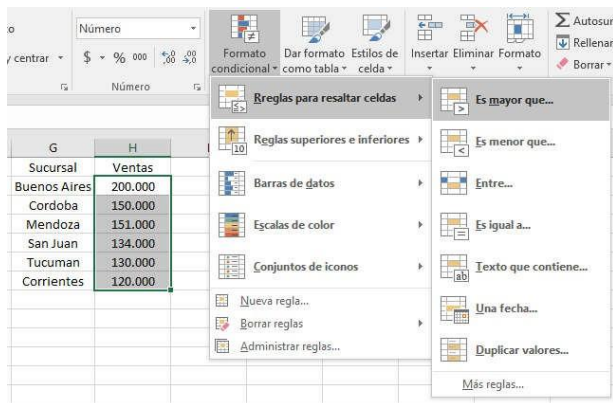 Número
y centrar
$ % 000
Número
Formato condicional
Dar formato como tabla
Estilos de celda
Insertar Eliminar Formato
Autosur
Rellenar
Borrar
Rreglas para resaltar celdas
Reglas superiores e inferiores
Barras de datos
Escalas de color
Conjuntos de iconos
Nueva regla...
Borrar reglas
Administrar reglas...
Es mayor que...
Es menor que...
Entre...
Es igual a...
Texto que contiene...
Una fecha...
Duplicar valores...
Más reglas...
G H
Sucursal Ventas
Buenos Aires 200.000
Cordoba 150.000
Mendoza 151.000
San Juan 134.000
Tucuman 130.000
Corrientes 120.000